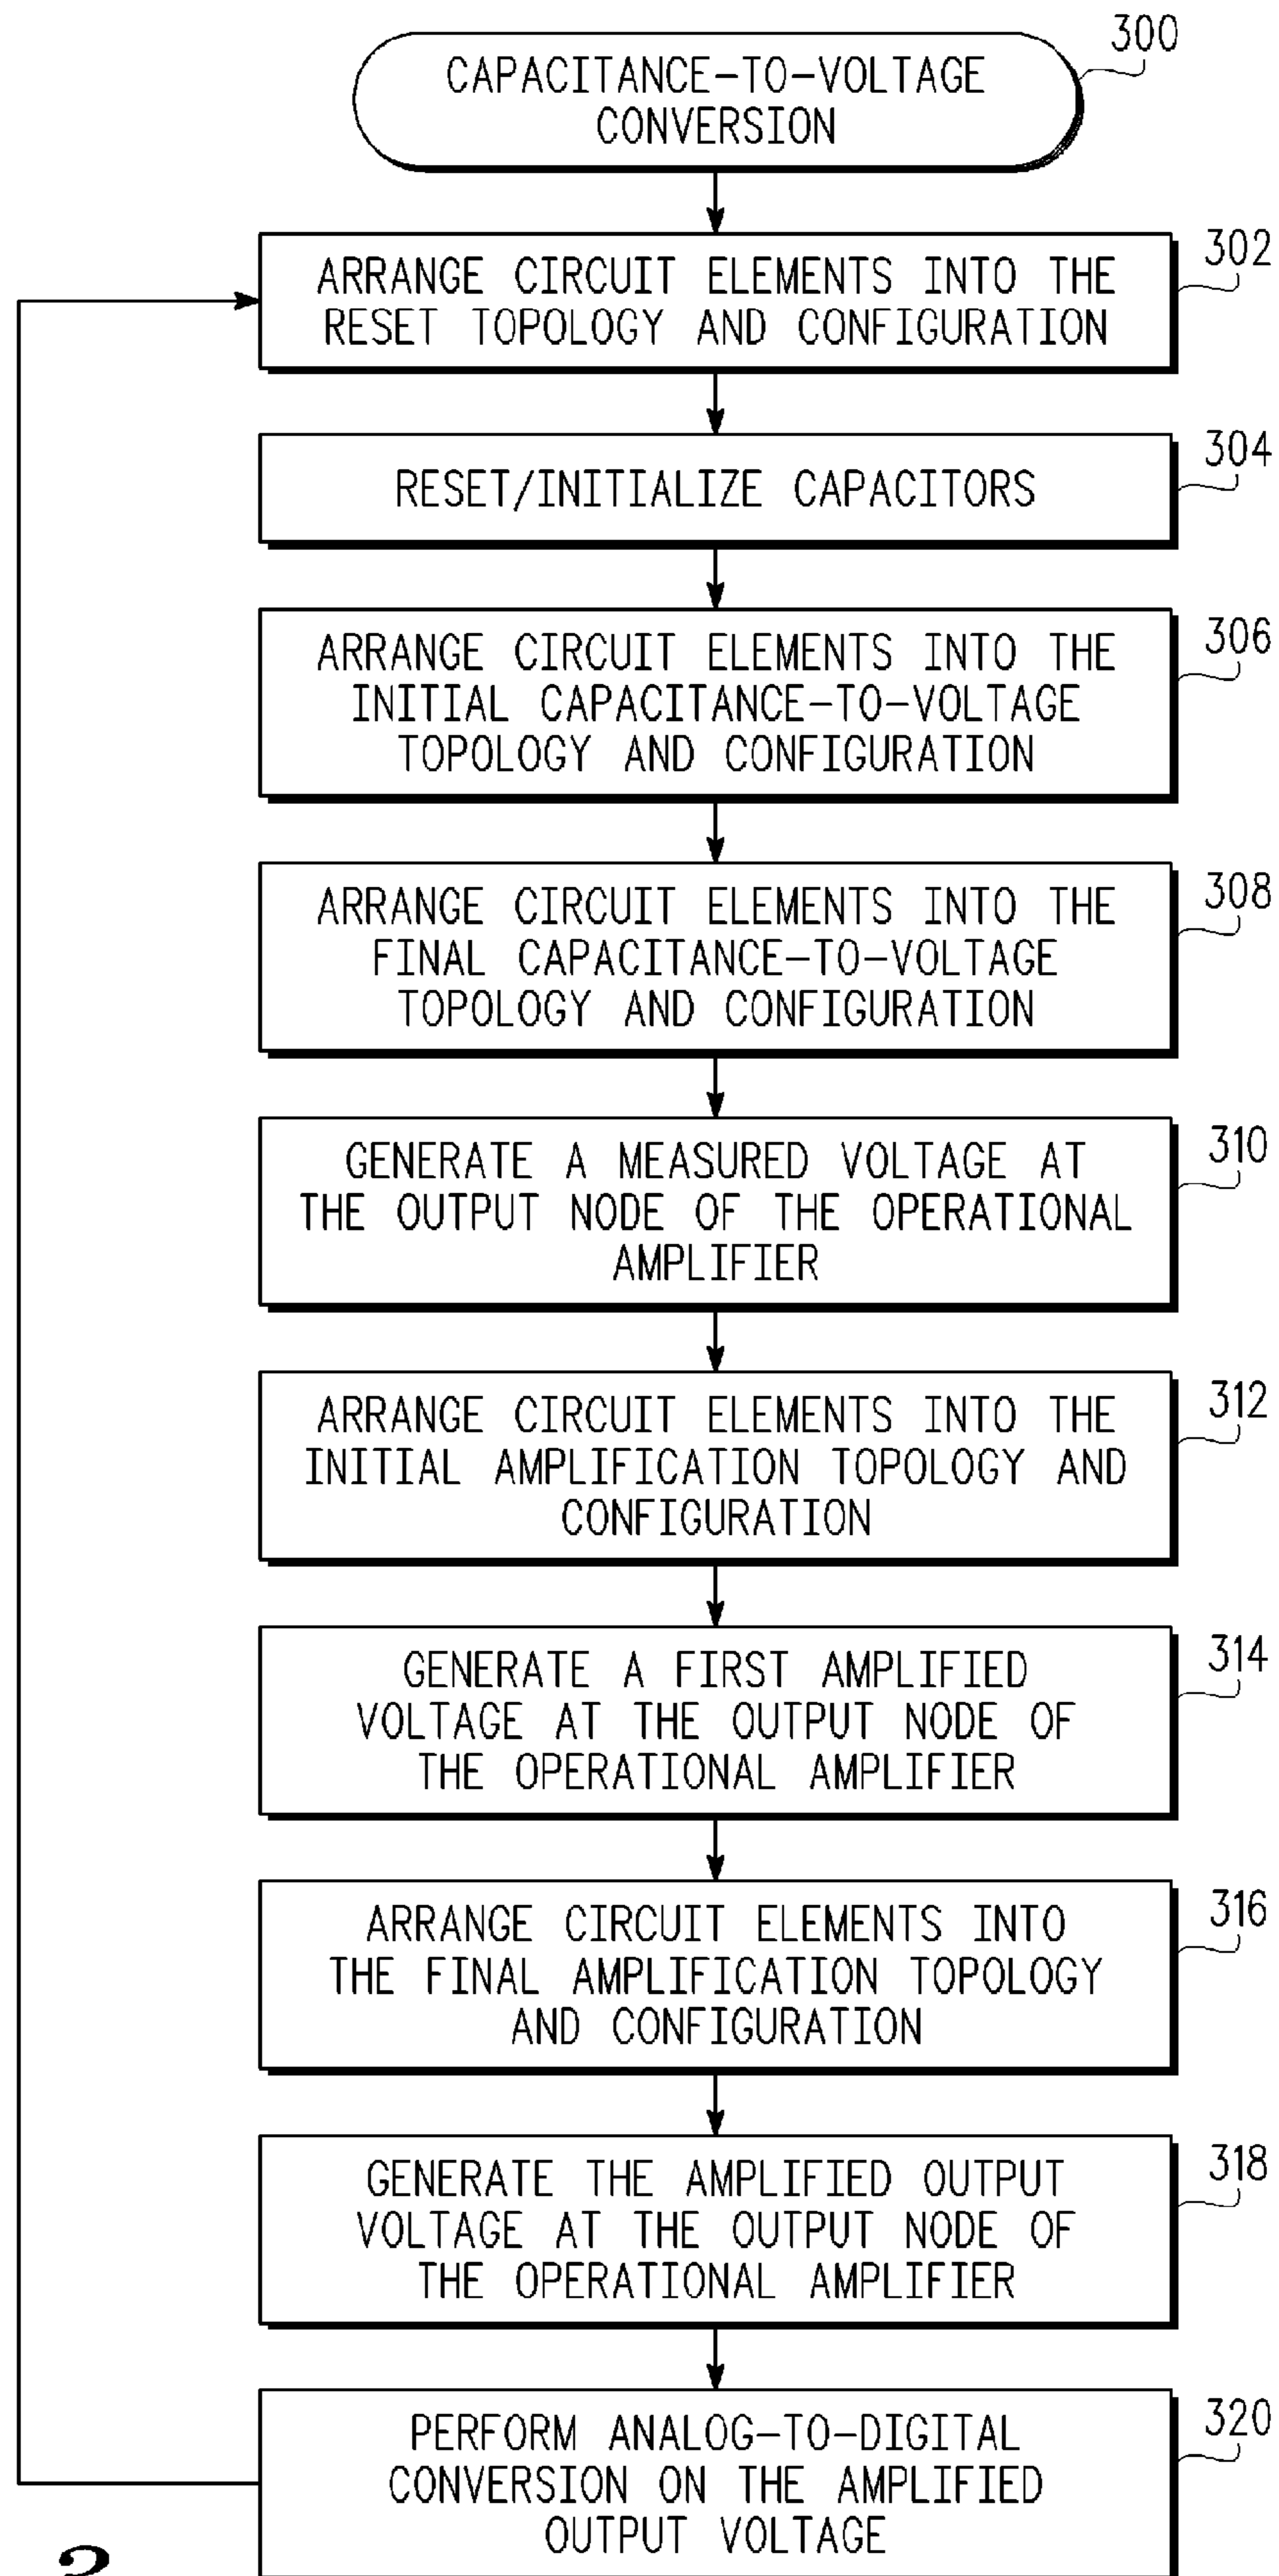 300
CAPACITANCE-TO-VOLTAGE
CONVERSION
302
ARRANGE CIRCUIT ELEMENTS INTO THE
RESET TOPOLOGY AND CONFIGURATION
304
RESET/INITIALIZE CAPACITORS
306
ARRANGE CIRCUIT ELEMENTS INTO THE
INITIAL CAPACITANCE-TO-VOLTAGE
TOPOLOGY AND CONFIGURATION
308
ARRANGE CIRCUIT ELEMENTS INTO THE
FINAL CAPACITANCE-TO-VOLTAGE
TOPOLOGY AND CONFIGURATION
310
GENERATE A MEASURED VOLTAGE AT
THE OUTPUT NODE OF THE OPERATIONAL
AMPLIFIER
312
ARRANGE CIRCUIT ELEMENTS INTO THE
INITIAL AMPLIFICATION TOPOLOGY AND
CONFIGURATION
314
GENERATE A FIRST AMPLIFIED
VOLTAGE AT THE OUTPUT NODE OF
THE OPERATIONAL AMPLIFIER
316
ARRANGE CIRCUIT ELEMENTS INTO
THE FINAL AMPLIFICATION TOPOLOGY
AND CONFIGURATION
318
GENERATE THE AMPLIFIED OUTPUT
VOLTAGE AT THE OUTPUT NODE OF
THE OPERATIONAL AMPLIFIER
320
PERFORM ANALOG-TO-DIGITAL
CONVERSION ON THE AMPLIFIED
OUTPUT VOLTAGE